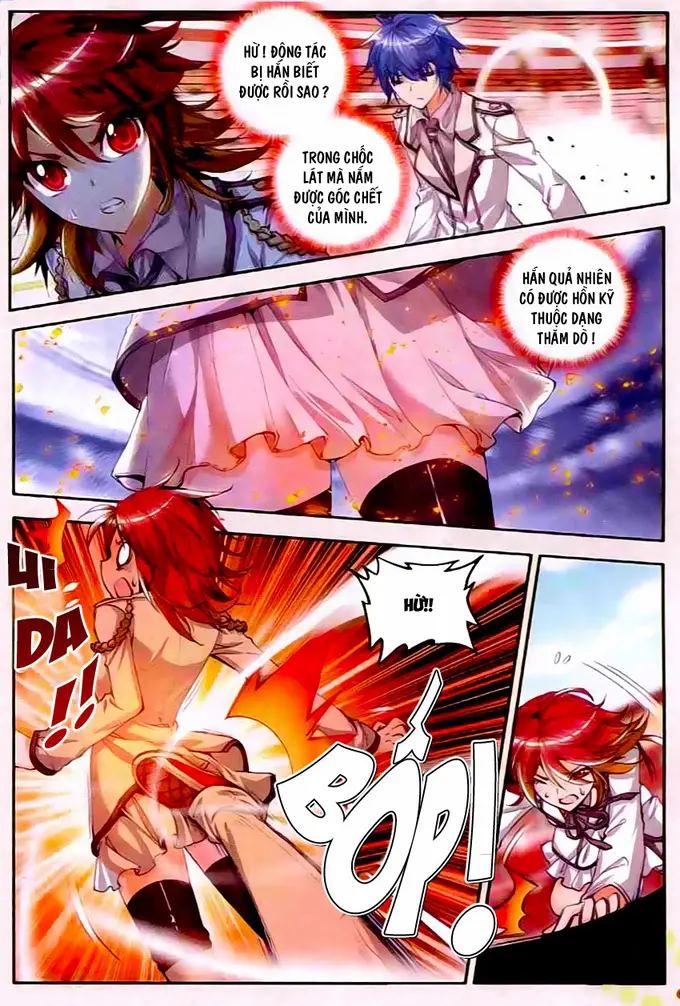 HỪ! ĐỘNG TÁC
BỊ HẮN BIẾT
ĐƯỢC RỒI SAO?
TRONG CHỐC
LÁT MÀ NẮM
ĐƯỢC GÓC CHẾT
CỦA MÌNH.
HẮN QUẢ NHIÊN
CÓ ĐƯỢC HỒN KỸ
THUỘC DẠNG
THĂM DÒ!
UI
DA
!!
HỪ!!
BỐP!